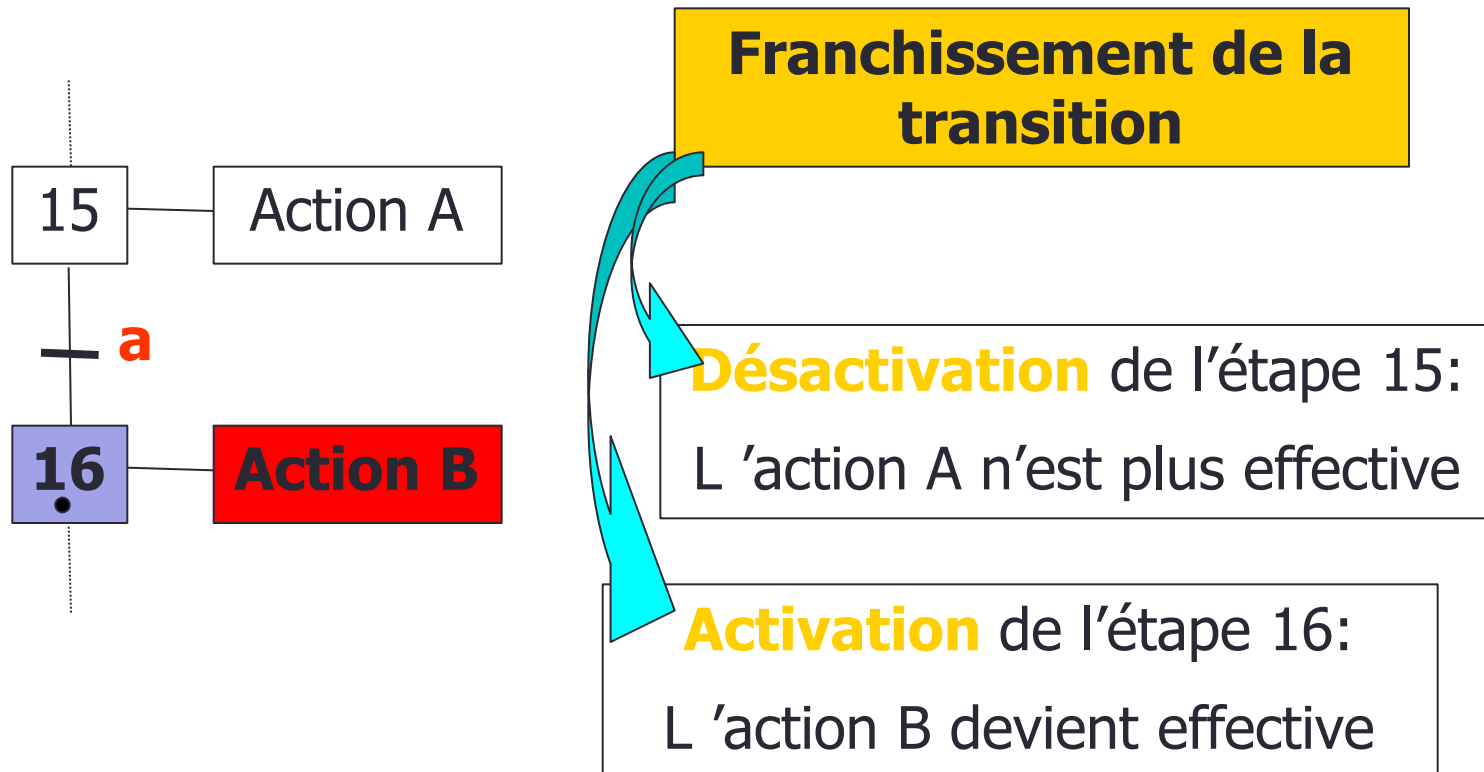 Franchissement de la
transition
15 Action A
a
16 Action B
Désactivation de l’étape 15:
L ’action A n’est plus effective
Activation de l’étape 16:
L ’action B devient effective